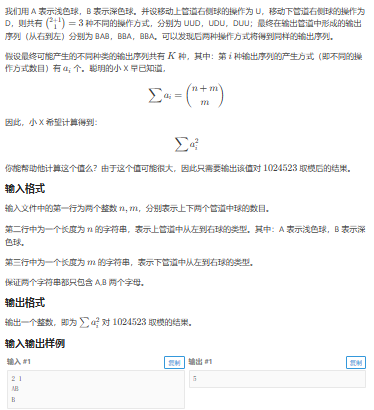 我们用 A 表示浅色球，B 表示深色球。并设移动上管道右侧球的操作为 U，移动下管道右侧球的操作为
D，则共有 \binom{2+1}{1} = 3 种不同的操作方式，分别为 UUD，UDU，DUU；最终在输出管道中形成的输出
序列（从右到左）分别为 BAB，BBA，BBA。可以发现后两种操作方式将得到同样的输出序列。
假设最终可能产生的不同种类的输出序列共有 K 种，其中：第 i 种输出序列的产生方式（即不同的操
作方式数目）有 a_i 个。聪明的小 X 早已知道，
\sum a_i = \binom{n+m}{m}
因此，小 X 希望计算得到：
\sum a_i^2
你能帮助他计算这个值么？由于这个值可能很大，因此只需要输出该值对 1024523 取模后的结果。
输入格式
输入文件中的第一行为两个整数 n, m，分别表示上下两个管道中球的数目。
第二行中为一个长度为 n 的字符串，表示上管道中从左到右球的类型。其中：A 表示浅色球，B 表示深
色球。
第三行中为一个长度为 m 的字符串，表示下管道中从左到右球的类型。
保证两个字符串都只包含 A,B 两个字母。
输出格式
输出一个整数，即为 \sum a_i^2 对 1024523 取模的结果。
输入输出样例
输入 #1 复制 输出 #1 复制
2 1 5
AB
B